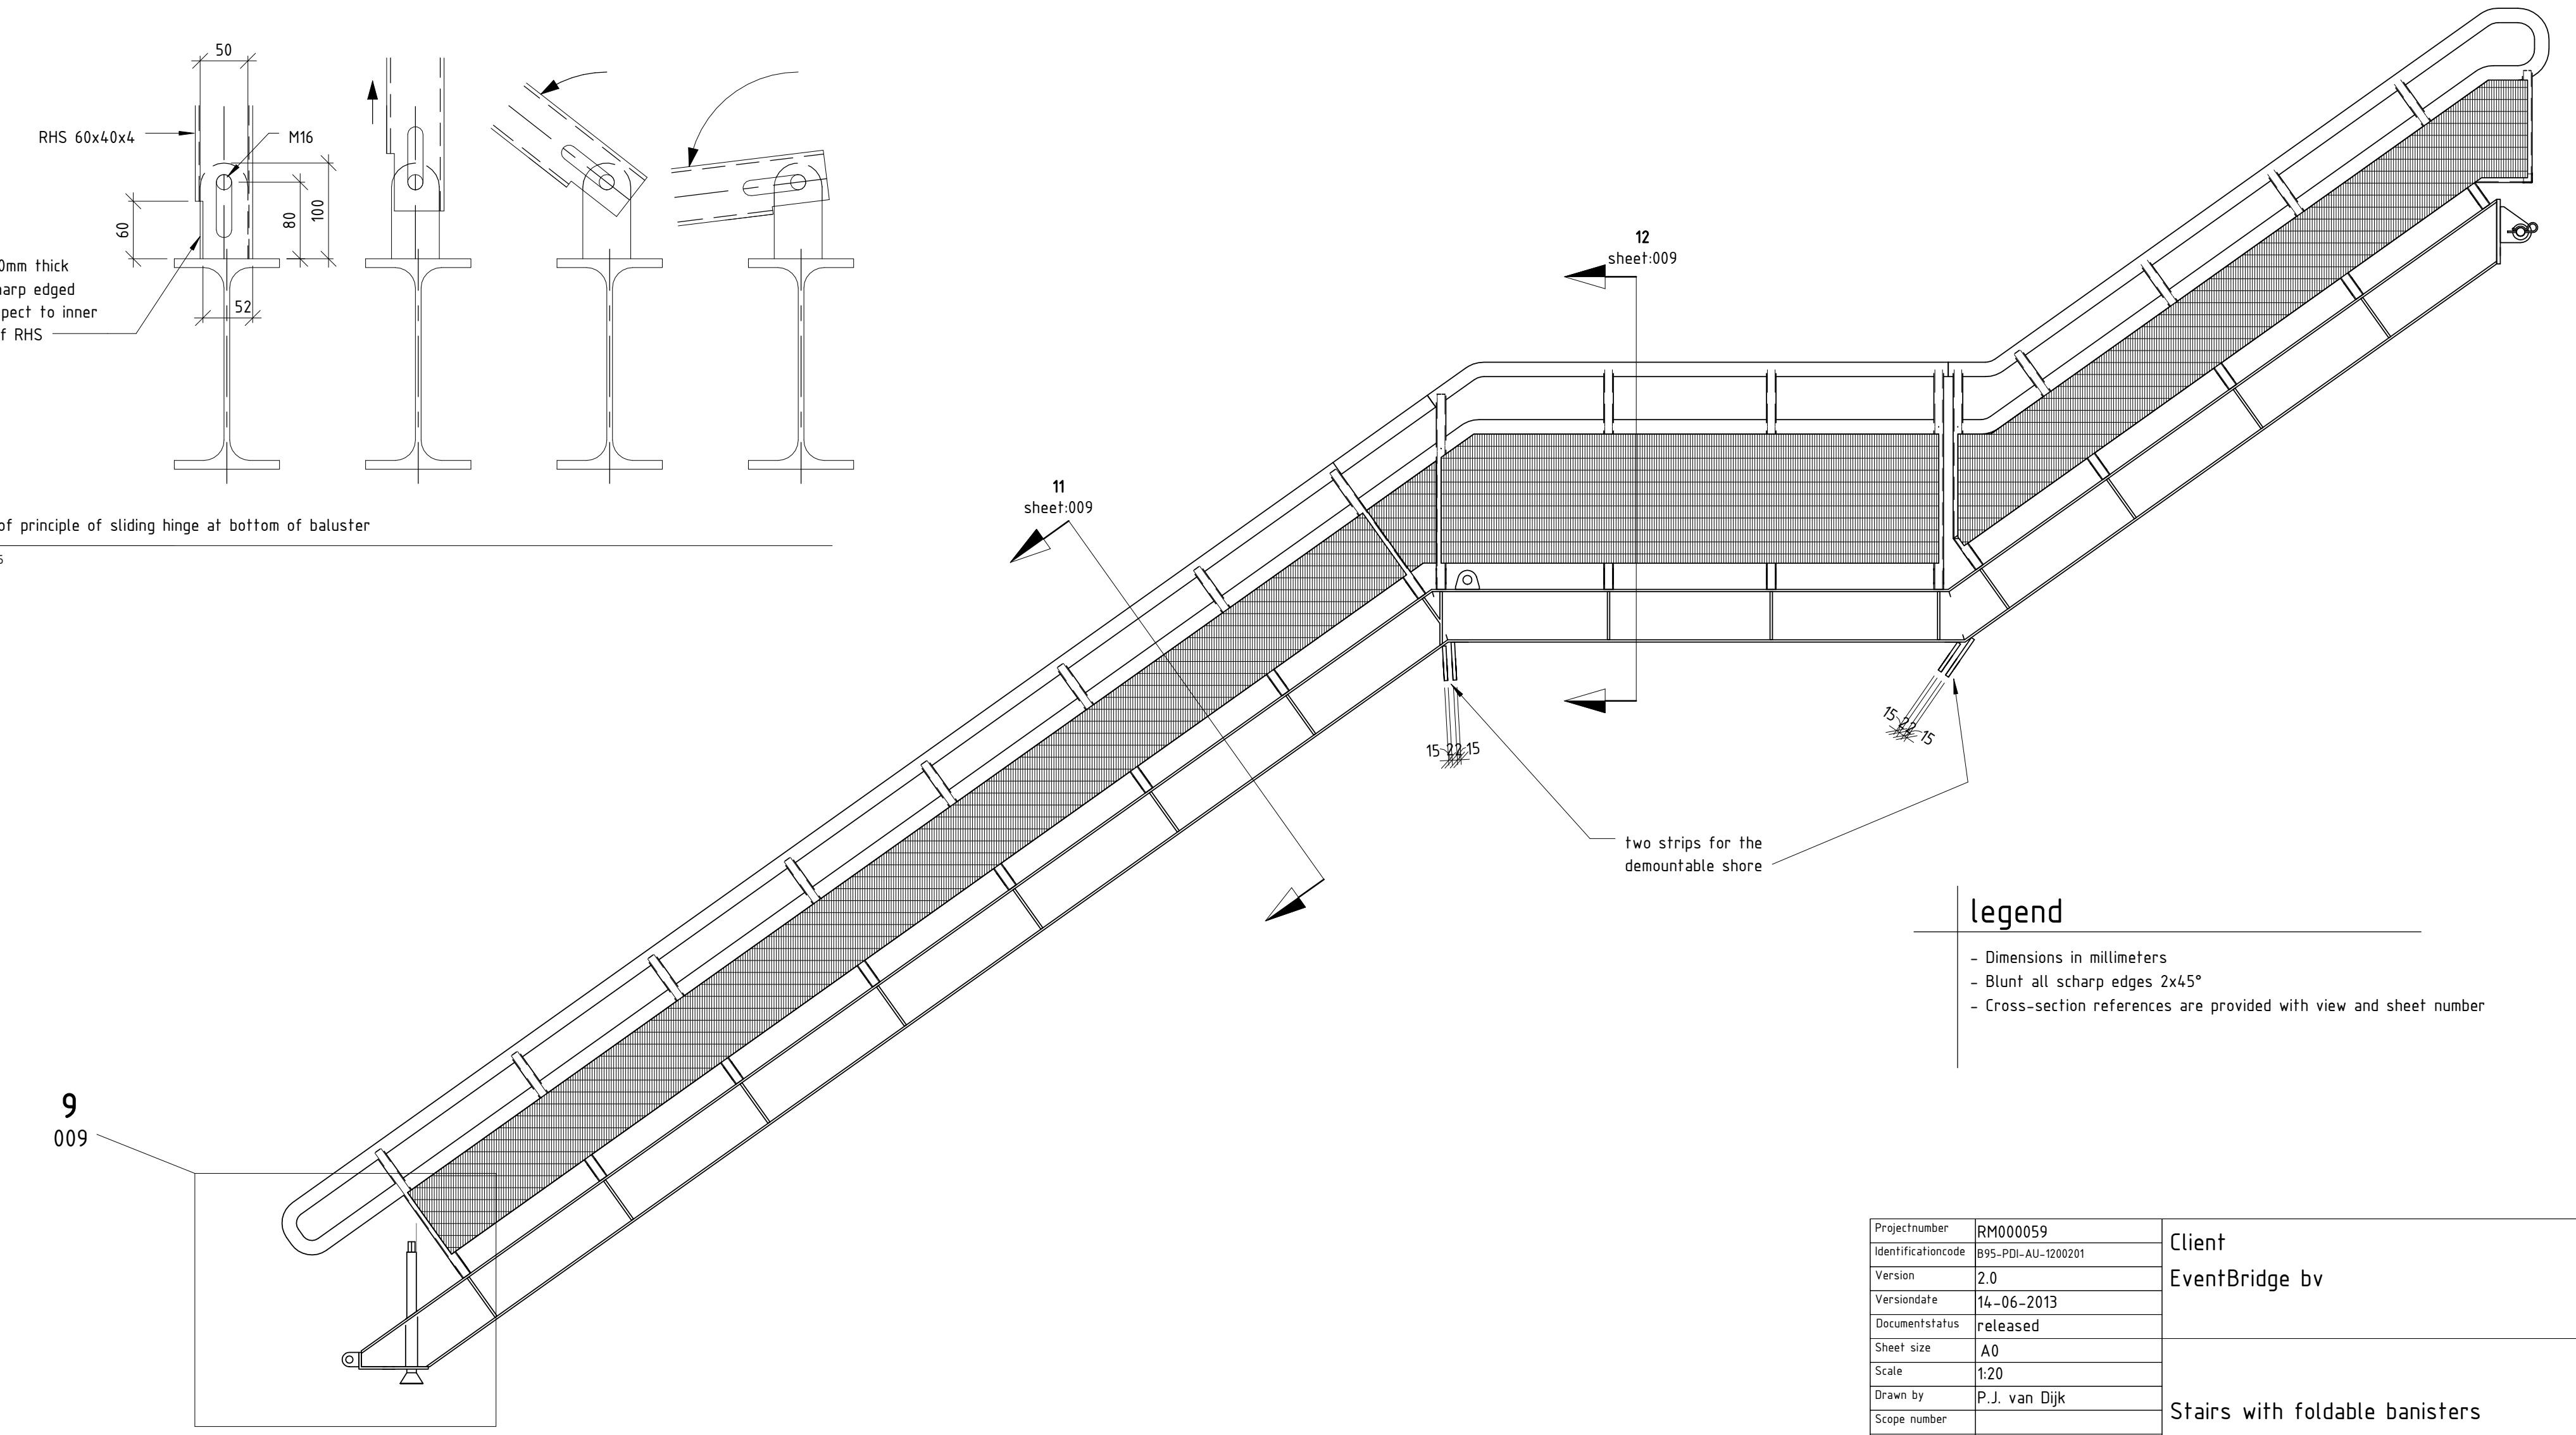 50
RHS 60x40x4
M16
60
80
100
0mm thick
harp edged
pect to inner
f RHS
52
of principle of sliding hinge at bottom of baluster
12
sheet:009
11
sheet:009
15 22 15
15 22 15
two strips for the
demountable shore
legend
- Dimensions in millimeters
- Blunt all scharp edges 2x45°
- Cross-section references are provided with view and sheet number
9
009
Projectnumber RM000059
Identificationcode B95-PDI-AU-1200201
Version 2.0
Versiondate 14-06-2013
Documentstatus released
Sheet size A0
Scale 1:20
Drawn by P.J. van Dijk
Scope number
Client
EventBridge bv
Stairs with foldable banisters